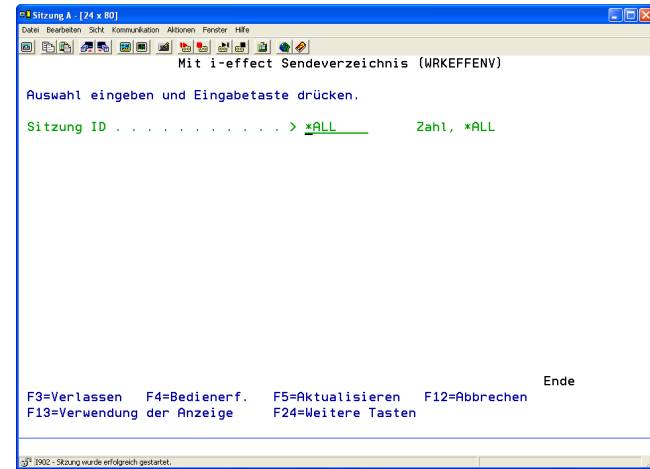 Sitzung A - [24 x 80]
Datei Bearbeiten Sicht Kommunikation Aktionen Fenster Hilfe
Mit i-effect Sendeverzeichnis (WRKEFFENV)
Auswahl eingeben und Eingabetaste drücken.
Sitzung ID . . . . . . . . . . . > *ALL Zahl, *ALL
Ende
F3=Verlassen F4=Bedienerf. F5=Aktualisieren F12=Abbrechen
F13=Verwendung der Anzeige F24=Weitere Tasten
I902 - Sitzung wurde erfolgreich gestartet.